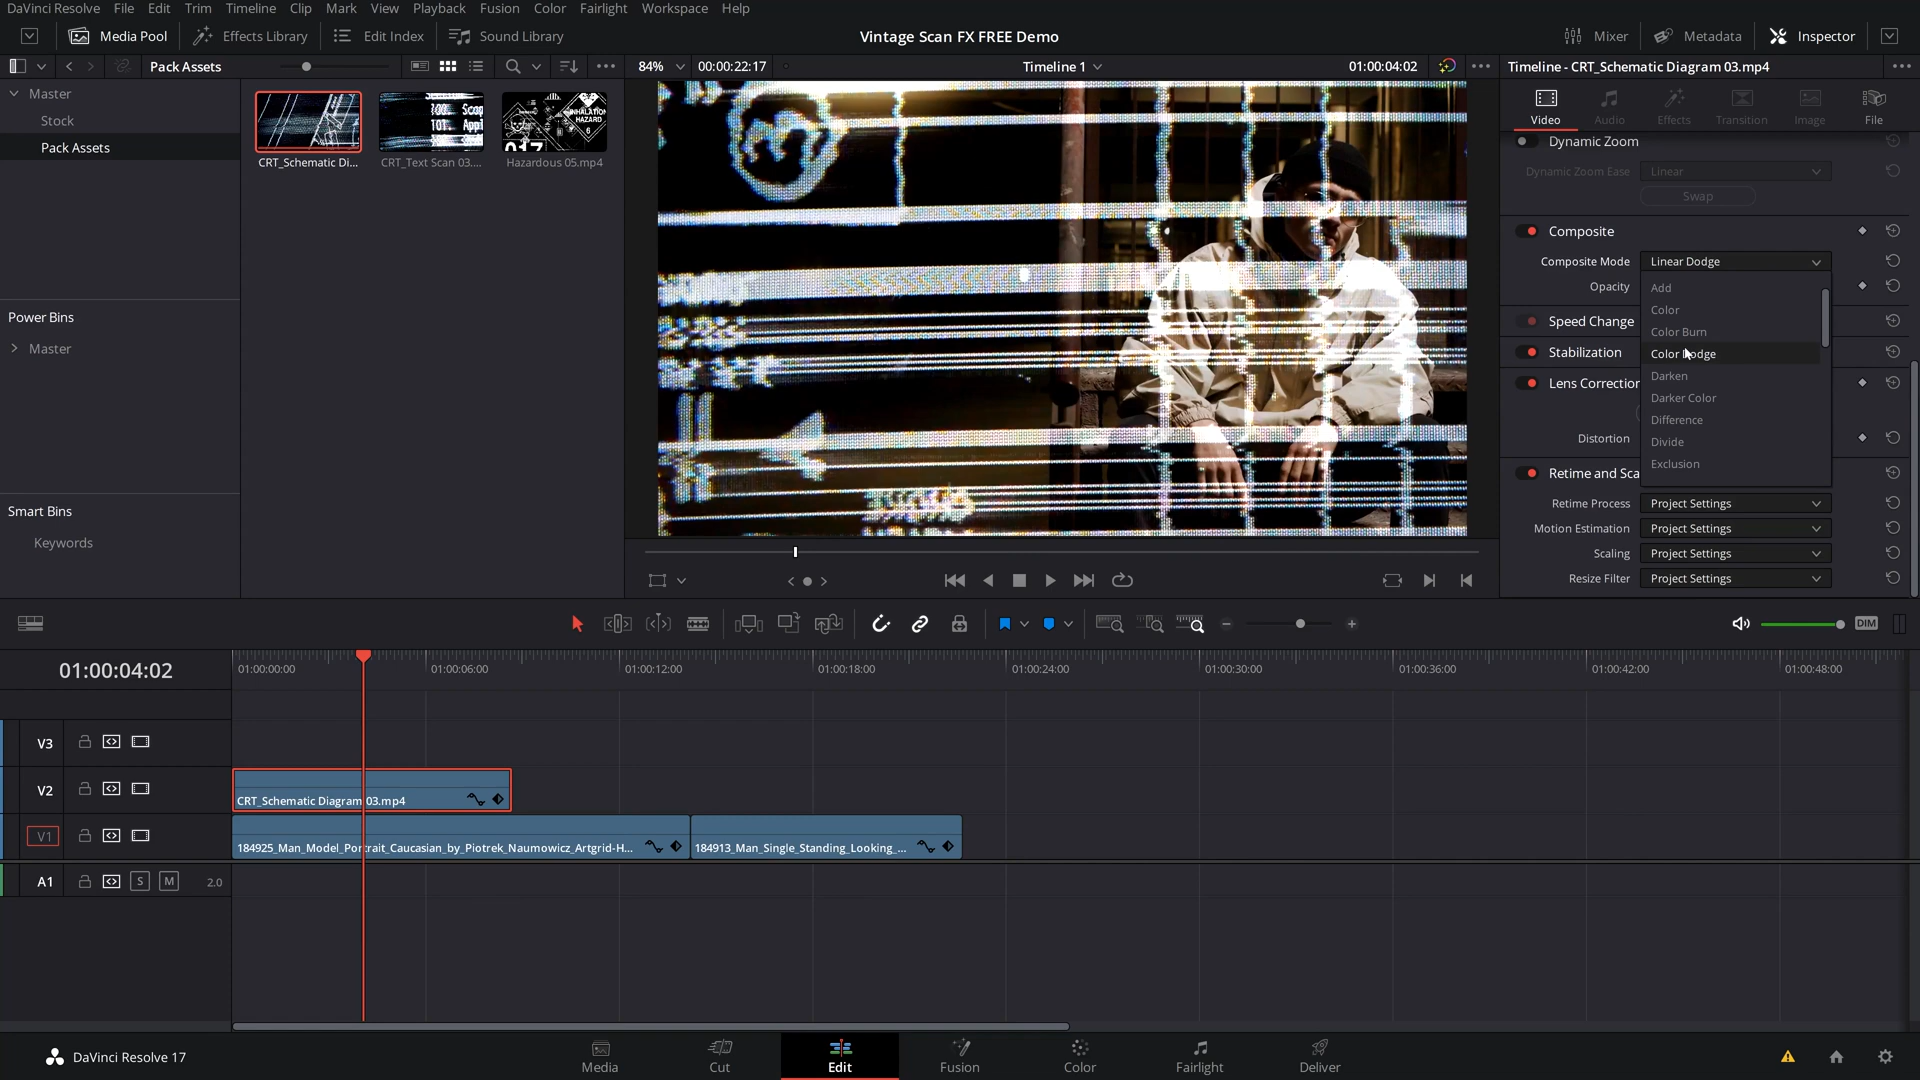 DaVinci Resolve File Edit Trim Timeline Clip Mark View Playback Fusion Color Fairlight Workspace Help
Media Pool Effects Library Edit Index Sound Library Vintage Scan FX FREE Demo Mixer Metadata Inspector
Pack Assets 84% 00:00:22:17 Timeline 1 01:00:04:02 Timeline - CRT_Schematic Diagram 03.mp4
Master
Stock
Pack Assets
Power Bins
Master
Smart Bins
Keywords
100. Scop
101. Appl
INHALATION
HAZARD
6
017
CRT_Schematic Di... CRT_Text Scan 03.... Hazardous 05.mp4
Video Audio Effects Transition Image File
Dynamic Zoom
Dynamic Zoom Ease Linear
Swap
Composite
Composite Mode Linear Dodge
Opacity
Add
Color
Color Burn
Color Dodge
Darken
Darker Color
Difference
Divide
Exclusion
Speed Change
Stabilization
Lens Correction
Distortion
Retime and Sca
Retime Process Project Settings
Motion Estimation Project Settings
Scaling Project Settings
Resize Filter Project Settings
DIM
01:00:04:02 01:00:00:00 01:00:06:00 01:00:12:00 01:00:18:00 01:00:24:00 01:00:30:00 01:00:36:00 01:00:42:00 01:00:48:00
V3
V2 CRT_Schematic Diagram 03.mp4
V1 184925_Man_Model_Portrait_Caucasian_by_Piotrek_Naumowicz_Artgrid-H... 184913_Man_Single_Standing_Looking_...
A1 S M 2.0
DaVinci Resolve 17 Media Cut Edit Fusion Color Fairlight Deliver